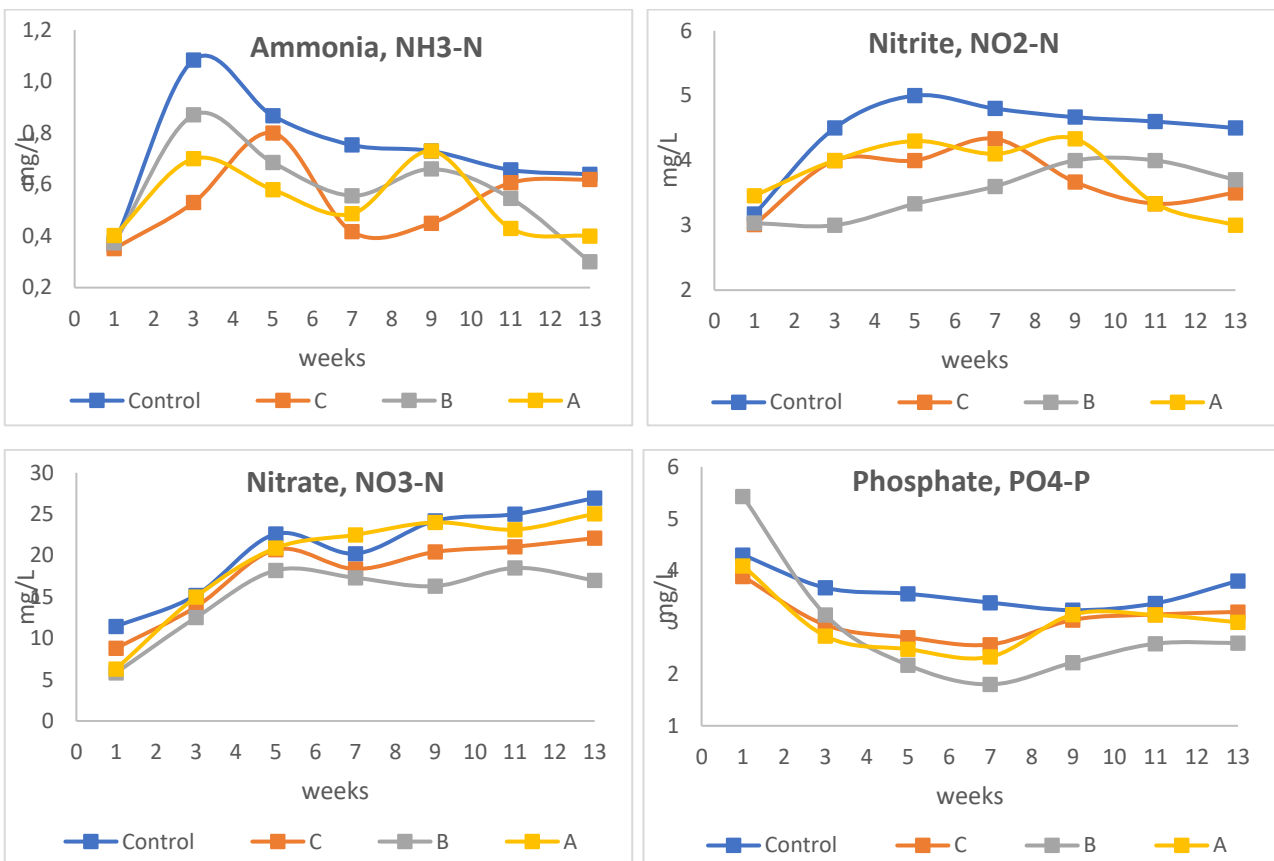 Ammonia, NH3-N
mg/L
1,2
1,0
0,8
0,6
0,4
0,2
0 1 2 3 4 5 6 7 8 9 10 11 12 13
weeks
Control C B A
Nitrite, NO2-N
mg/L
6
5
4
3
2
0 1 2 3 4 5 6 7 8 9 10 11 12 13
weeks
Control C B A
Nitrate, NO3-N
mg/L
30
25
20
15
10
5
0
0 1 2 3 4 5 6 7 8 9 10 11 12 13
weeks
Control C B A
Phosphate, PO4-P
mg/L
6
5
4
3
2
1
0 1 2 3 4 5 6 7 8 9 10 11 12 13
weeks
Control C B A